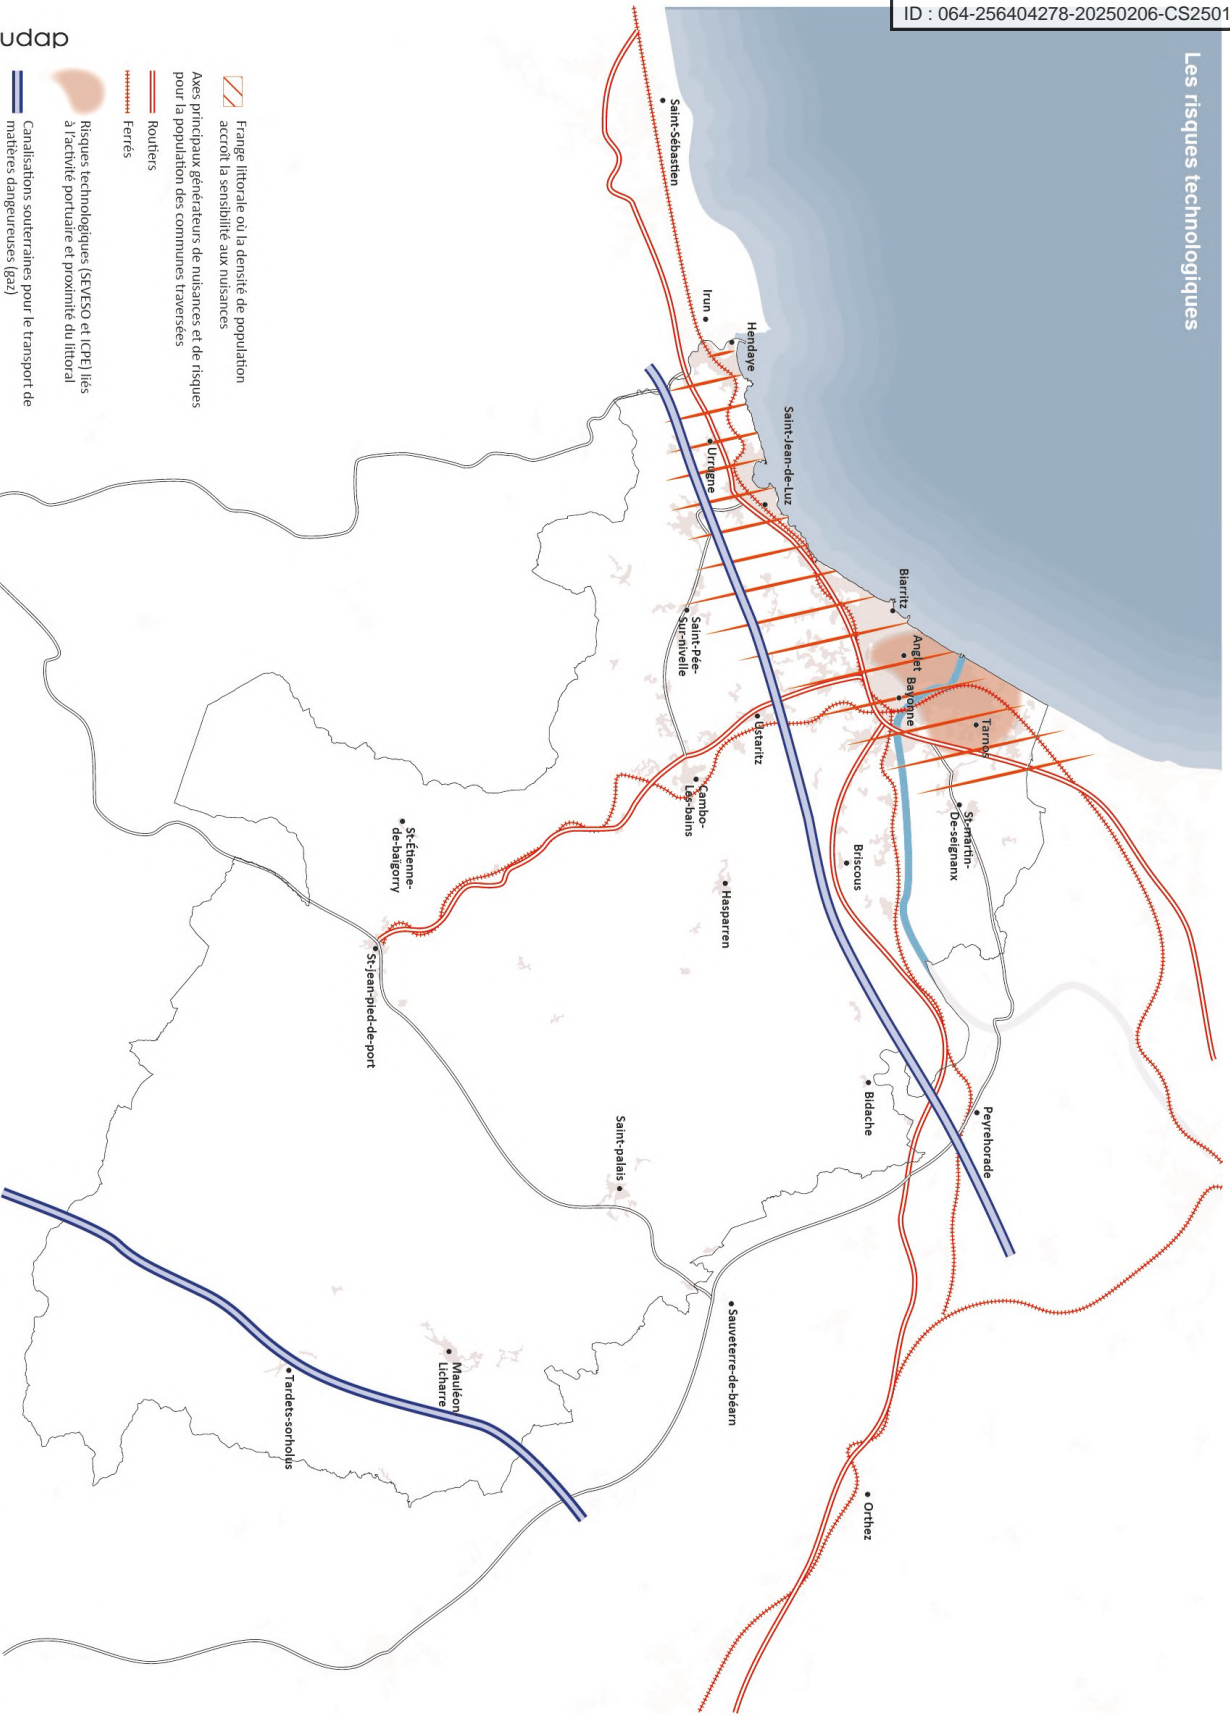 ID : 064-256404278-20250206-CS2501
Les risques technologiques
Saint-Sébastien
Irun
Hendaye
Saint-Jean-de-Luz
Urrugne
Biarritz
Saint-Pée-
Sur-nivelle
Anglet
Bayonne
Tarnos
Ustaritz
Cambo-
Les-bains
St-martin-
De-seignanx
Briscous
St-Étienne-
de-baïgorry
Hasparren
St-jean-pied-de-port
Bidache
Peyrehorade
Saint-palais
Sauveterre-de-béarn
Mauléon
Licharre
Tardets-sorholus
Orthez
Frange littorale où la densité de population
accroît la sensibilité aux nuisances
Axes principaux générateurs de nuisances et de risques
pour la population des communes traversées
Routiers
Ferrés
Risques technologiques (SEVESO et ICPE) liés
à l'activité portuaire et proximité du littoral
Canalisations souterraines pour le transport de
matières dangeureuses (gaz)
udap